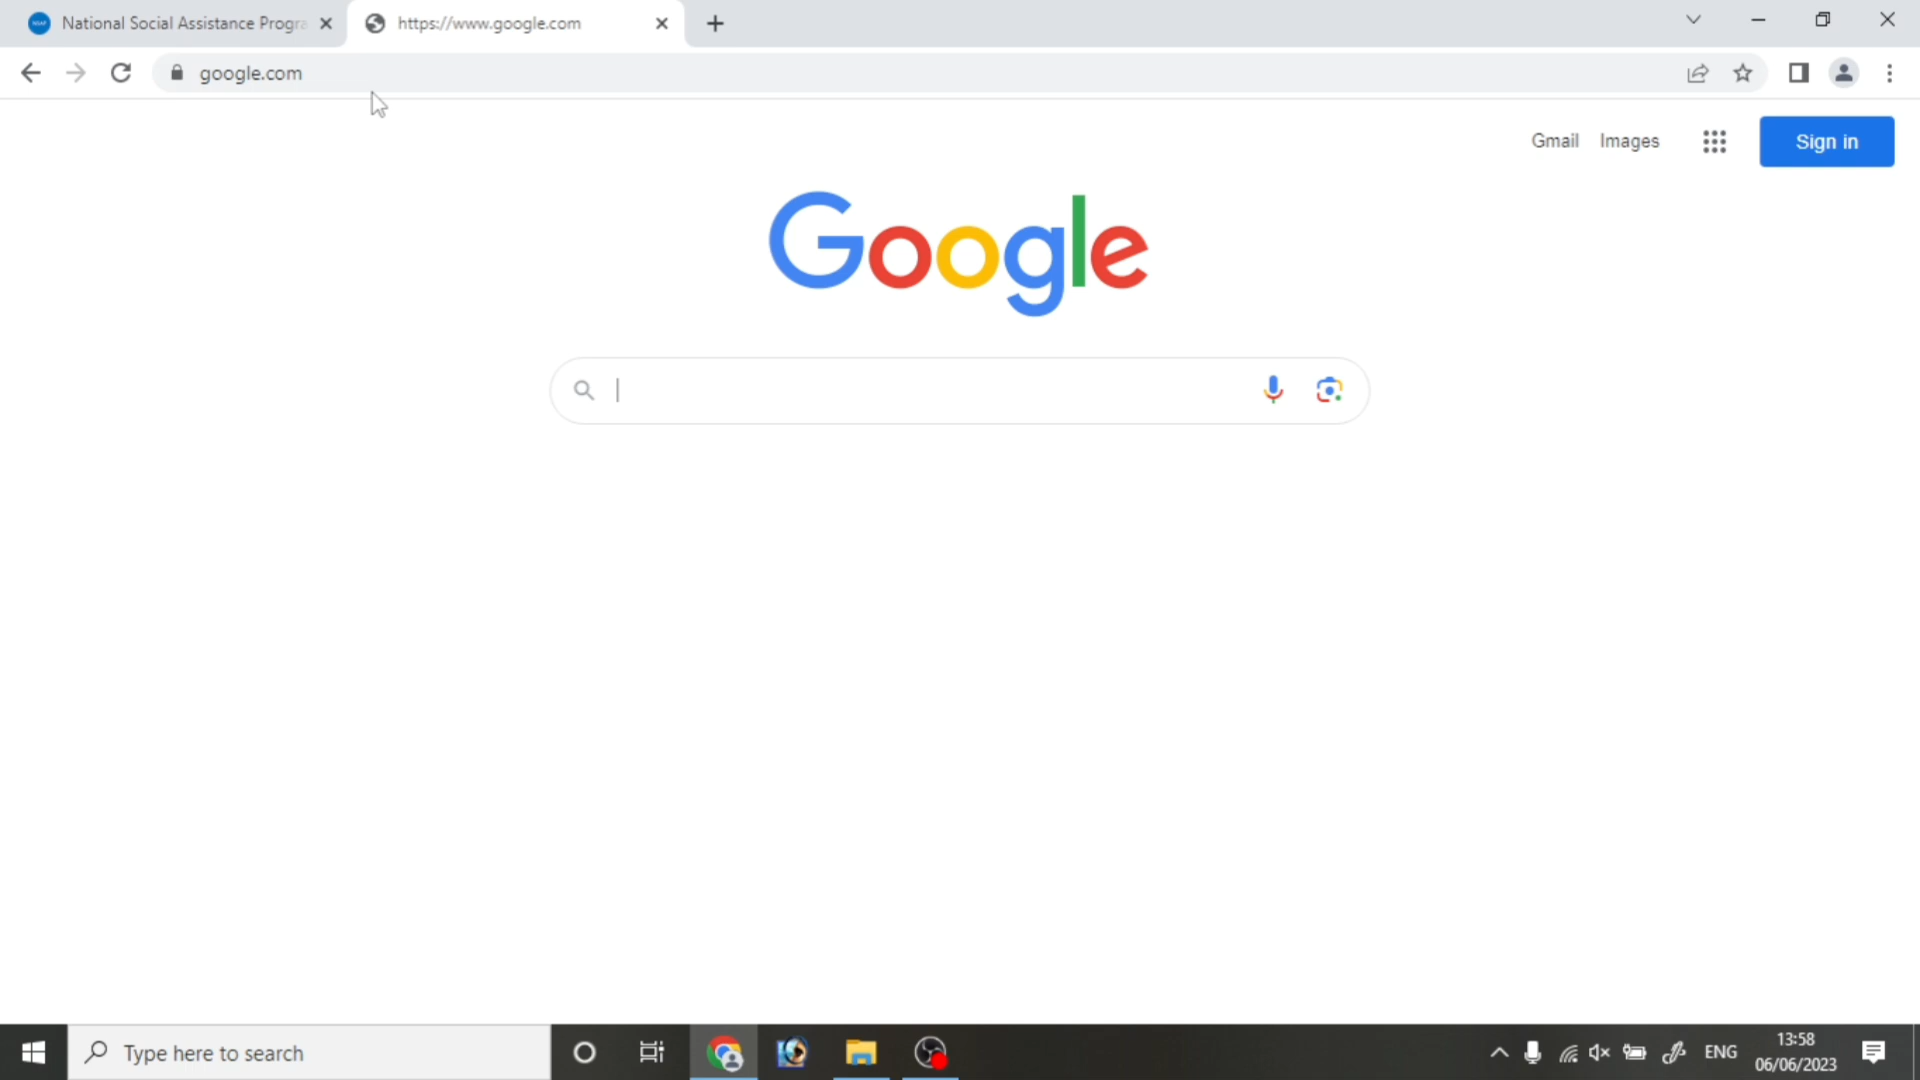 National Social Assistance Progra
https://www.google.com
google.com
Gmail Images Sign in
Google
Type here to search
ENG
13:58
06/06/2023